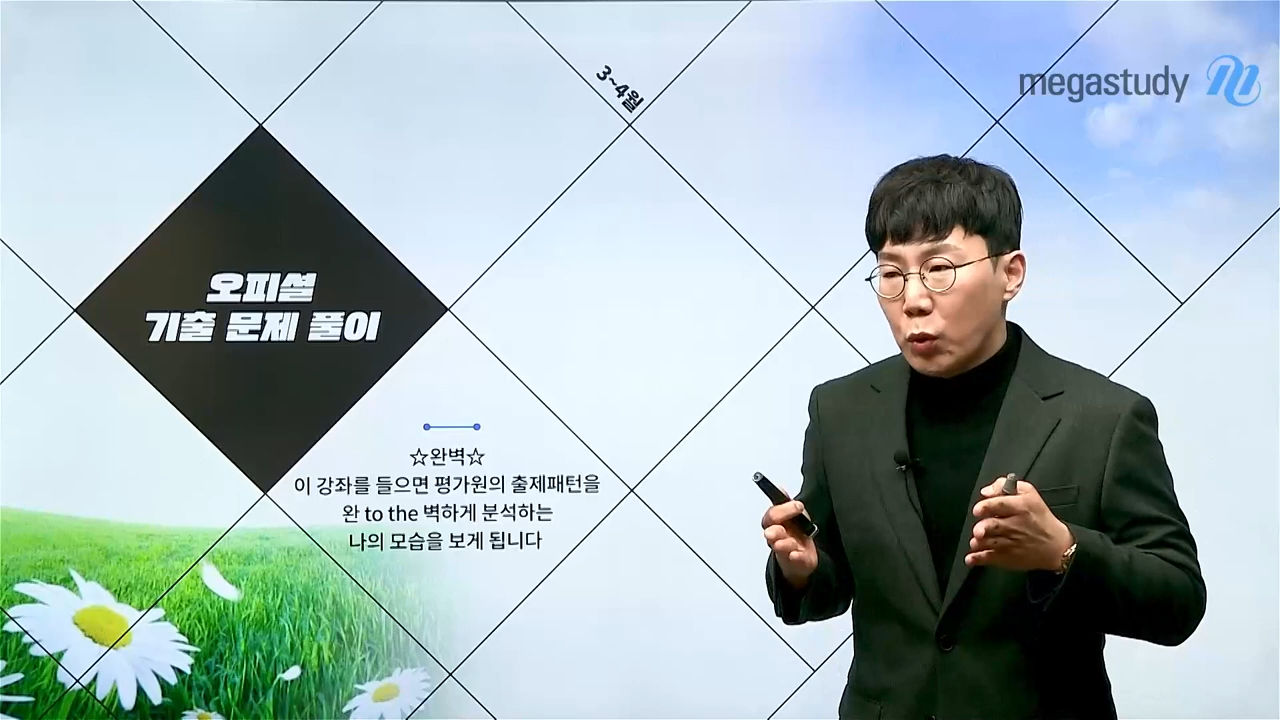 3~4월
megastudy
오피셜
기출 문제 풀이
☆완벽☆
이 강좌를 들으면 평가원의 출제패턴을
완 to the 벽하게 분석하는
나의 모습을 보게 됩니다